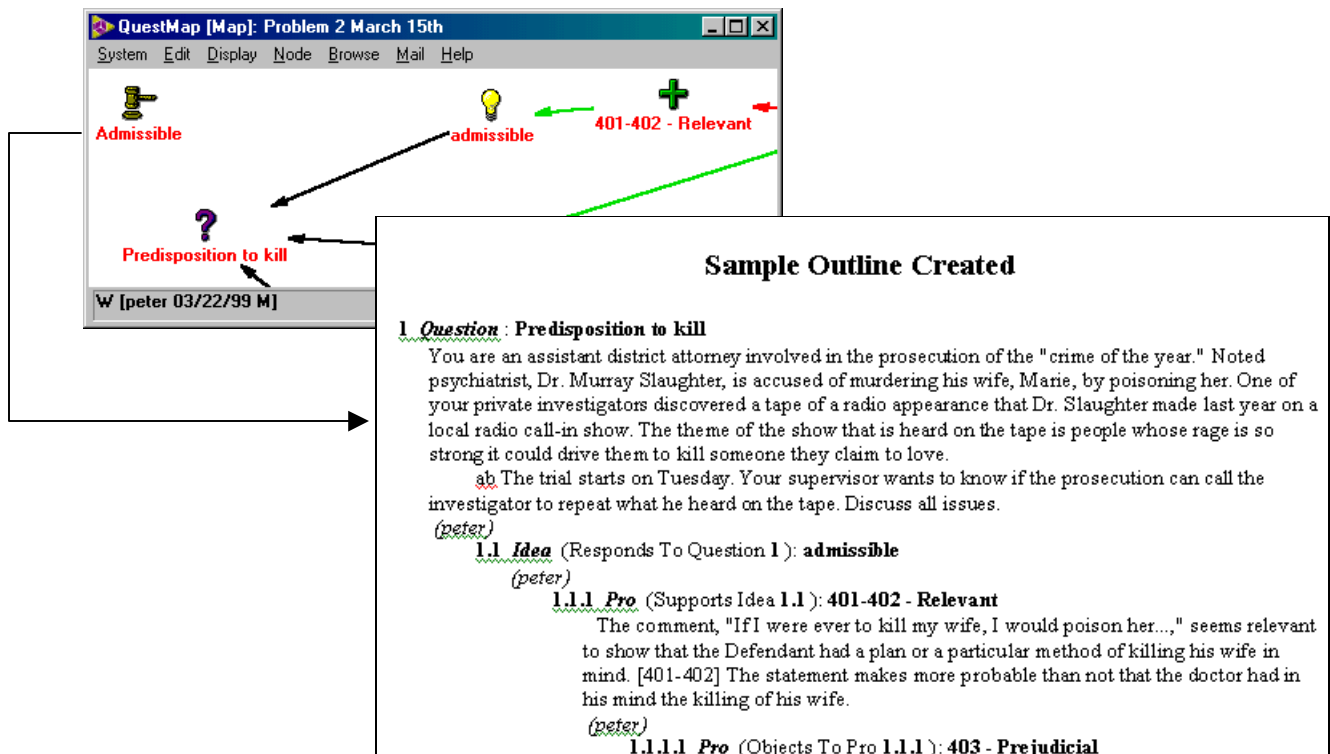 QuestMap [Map]: Problem 2 March 15th
System Edit Display Node Browse Mail Help
Admissible
admissible
401-402 - Relevant
Predisposition to kill
W [peter 03/22/99 M]
Sample Outline Created
1 Question : Predisposition to kill
You are an assistant district attorney involved in the prosecution of the "crime of the year." Noted
psychiatrist, Dr. Murray Slaughter, is accused of murdering his wife, Marie, by poisoning her. One of
your private investigators discovered a tape of a radio appearance that Dr. Slaughter made last year on a
local radio call-in show. The theme of the show that is heard on the tape is people whose rage is so
strong it could drive them to kill someone they claim to love.
ab The trial starts on Tuesday. Your supervisor wants to know if the prosecution can call the
investigator to repeat what he heard on the tape. Discuss all issues.
(peter)
1.1 Idea (Responds To Question 1 ): admissible
(peter)
1.1.1 Pro (Supports Idea 1.1 ): 401-402 - Relevant
The comment, "If I were ever to kill my wife, I would poison her...," seems relevant
to show that the Defendant had a plan or a particular method of killing his wife in
mind. [401-402] The statement makes more probable than not that the doctor had in
his mind the killing of his wife.
(peter)
1.1.1.1 Pro (Objects To Pro 1.1.1 ): 403 - Prejudicial